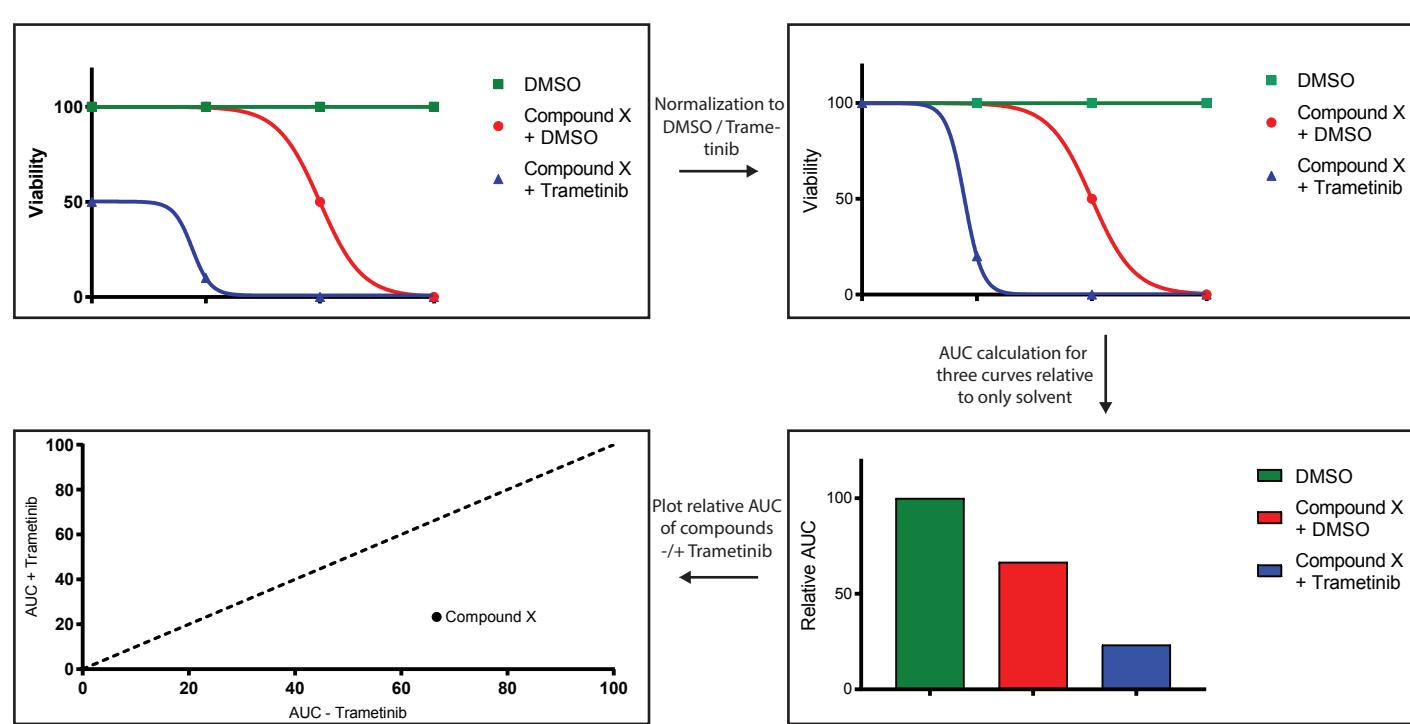 Viability
100
50
0
DMSO
Compound X
+ DMSO
Compound X
+ Trametinib
Normalization to
DMSO / Trame-
tinib
Viability
100
50
0
DMSO
Compound X
+ DMSO
Compound X
+ Trametinib
AUC calculation for
three curves relative
to only solvent
Relative AUC
100
50
0
DMSO
Compound X
+ DMSO
Compound X
+ Trametinib
Plot relative AUC
of compounds
-/+ Trametinib
AUC + Trametinib
100
80
60
40
20
0
Compound X
0 20 40 60 80 100
AUC - Trametinib